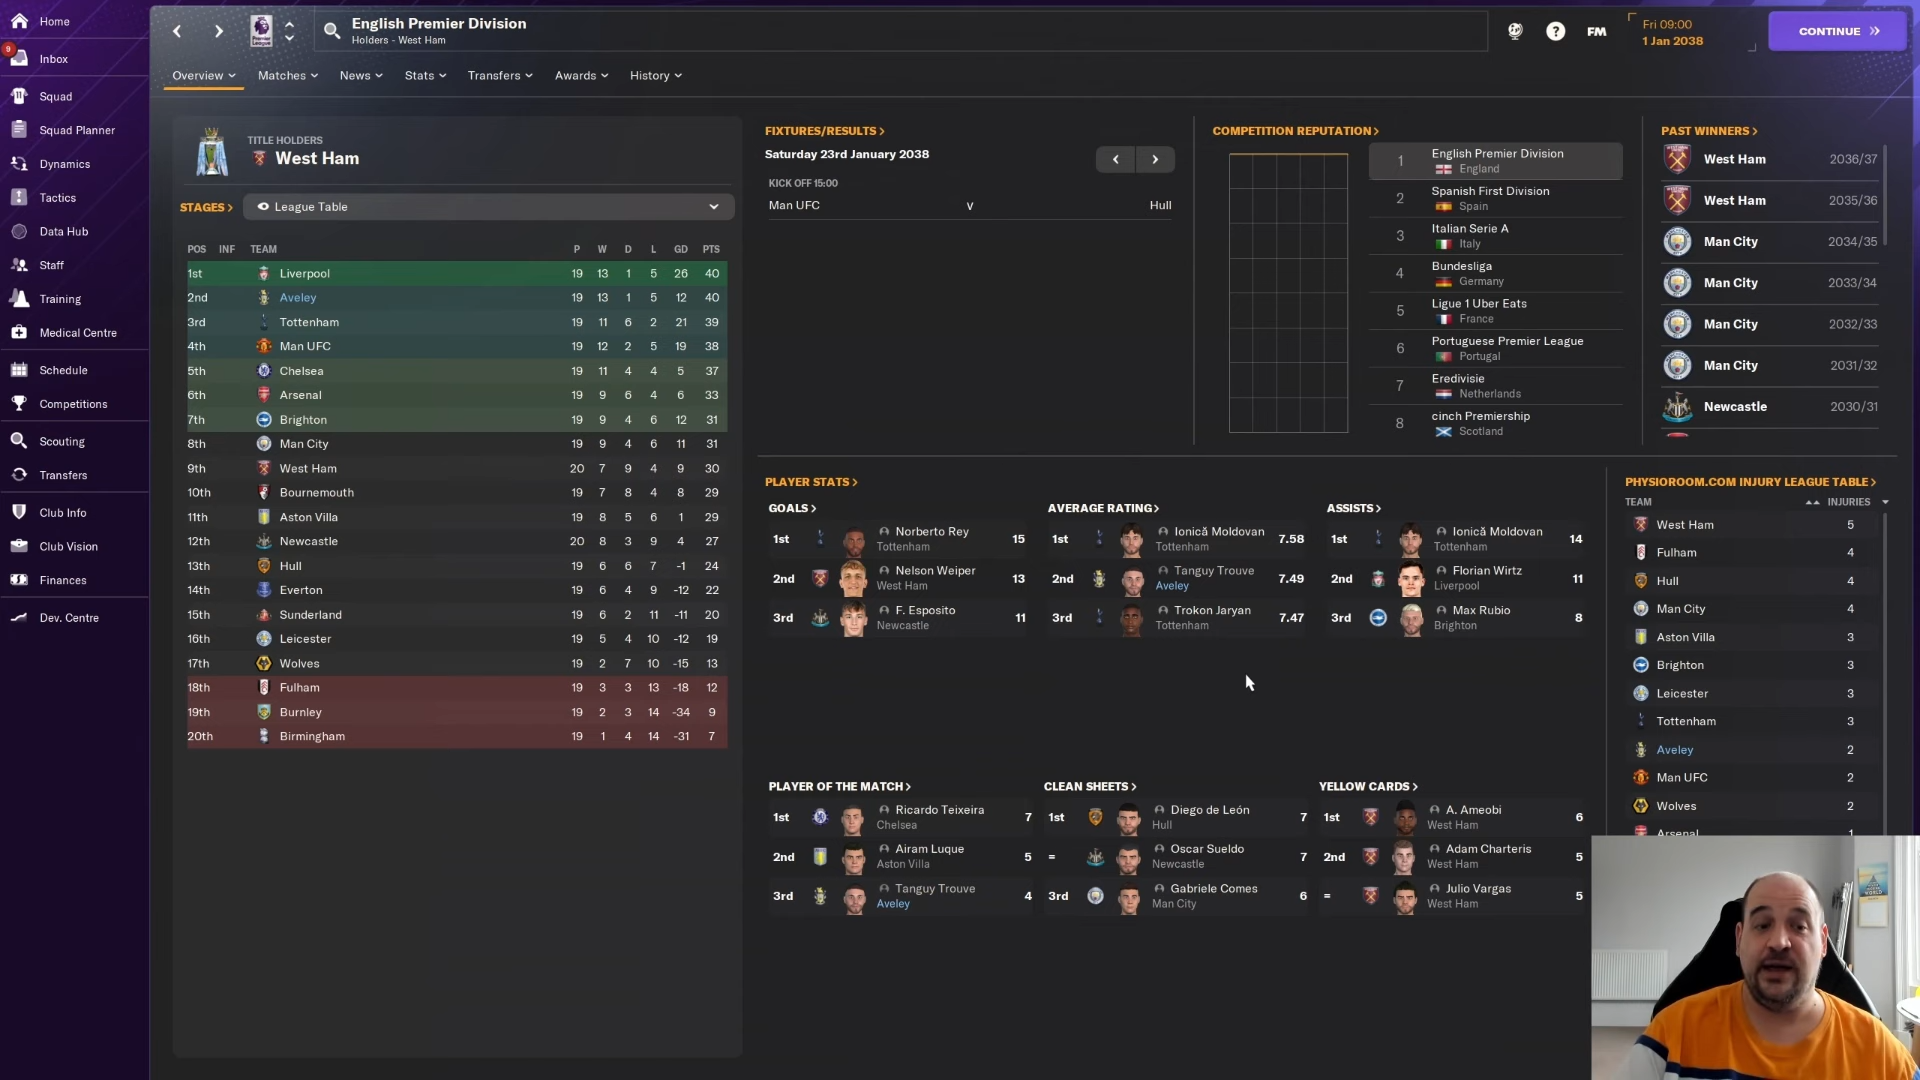 Home
9
Inbox
Squad
Squad Planner
Dynamics
Tactics
Data Hub
Staff
Training
Medical Centre
Schedule
Competitions
Scouting
Transfers
Club Info
Club Vision
Finances
Dev. Centre
English Premier Division
Holders - West Ham
FM
Fri 09:00
1 Jan 2038
CONTINUE
Overview Matches News Stats Transfers Awards History
TITLE HOLDERS
West Ham
STAGES > League Table
POS INF TEAM P W D L GD PTS
1st Liverpool 19 13 1 5 26 40
2nd Aveley 19 13 1 5 12 40
3rd Tottenham 19 11 6 2 21 39
4th Man UFC 19 12 2 5 19 38
5th Chelsea 19 11 4 4 5 37
6th Arsenal 19 9 6 4 6 33
7th Brighton 19 9 4 6 12 31
8th Man City 19 9 4 6 11 31
9th West Ham 20 7 9 4 9 30
10th Bournemouth 19 7 8 4 8 29
11th Aston Villa 19 8 5 6 1 29
12th Newcastle 20 8 3 9 4 27
13th Hull 19 6 6 7 -1 24
14th Everton 19 6 4 9 -12 22
15th Sunderland 19 6 2 11 -11 20
16th Leicester 19 5 4 10 -12 19
17th Wolves 19 2 7 10 -15 13
18th Fulham 19 3 3 13 -18 12
19th Burnley 19 2 3 14 -34 9
20th Birmingham 19 1 4 14 -31 7
FIXTURES/RESULTS >
Saturday 23rd January 2038
KICK OFF 15:00
Man UFC v Hull
COMPETITION REPUTATION >
1 English Premier Division
England
2 Spanish First Division
Spain
3 Italian Serie A
Italy
4 Bundesliga
Germany
5 Ligue 1 Uber Eats
France
6 Portuguese Premier League
Portugal
7 Eredivisie
Netherlands
8 cinch Premiership
Scotland
PAST WINNERS >
West Ham 2036/37
West Ham 2035/36
Man City 2034/35
Man City 2033/34
Man City 2032/33
Man City 2031/32
Newcastle 2030/31
PLAYER STATS >
GOALS >
1st Norberto Rey 15
Tottenham
2nd Nelson Weiper 13
West Ham
3rd F. Esposito 11
Newcastle
AVERAGE RATING >
1st Ionică Moldovan 7.58
Tottenham
2nd Tanguy Trouve 7.49
Aveley
3rd Trokon Jaryan 7.47
Tottenham
ASSISTS >
1st Ionică Moldovan 14
Tottenham
2nd Florian Wirtz 11
Liverpool
3rd Max Rubio 8
Brighton
PLAYER OF THE MATCH >
1st Ricardo Teixeira 7
Chelsea
2nd Airam Luque 5
Aston Villa
3rd Tanguy Trouve 4
Aveley
CLEAN SHEETS >
1st Diego de León 7
Hull
= Oscar Sueldo 7
Newcastle
3rd Gabriele Comes 6
Man City
YELLOW CARDS >
1st A. Ameobi 6
West Ham
2nd Adam Charteris 5
West Ham
= Julio Vargas 5
West Ham
PHYSIOROOM.COM INJURY LEAGUE TABLE >
TEAM INJURIES
West Ham 5
Fulham 4
Hull 4
Man City 4
Aston Villa 3
Brighton 3
Leicester 3
Tottenham 3
Aveley 2
Man UFC 2
Wolves 2
Arsenal 1